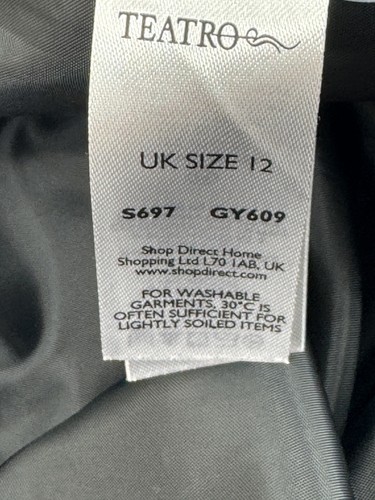 TEATRO
UK SIZE 12
S697 GY609
Shop Direct Home
Shopping Ltd L70 1AB, UK
www.shopdirect.com
FOR WASHABLE
GARMENTS, 30°C IS
OFTEN SUFFICIENT FOR
LIGHTLY SOILED ITEMS